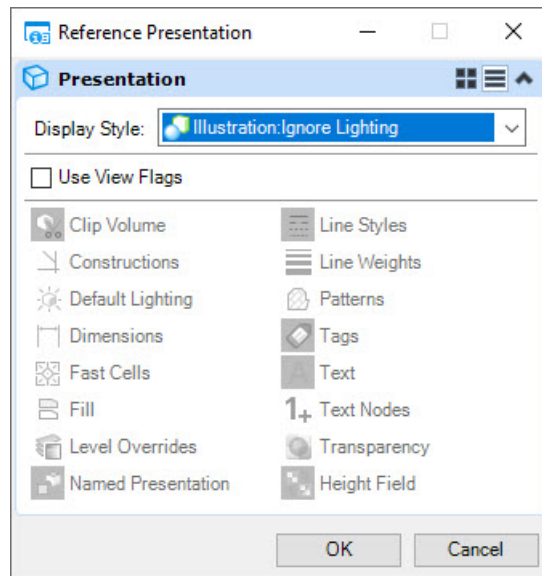 Reference Presentation
Presentation
Display Style: Illustration:Ignore Lighting
Use View Flags
Clip Volume Line Styles
Constructions Line Weights
Default Lighting Patterns
Dimensions Tags
Fast Cells Text
Fill Text Nodes
Level Overrides Transparency
Named Presentation Height Field
OK Cancel